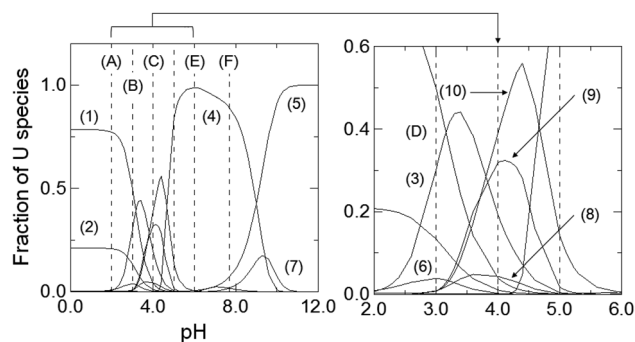 (A) (C) (E) (F)
(B)
(1)
(2)
(4)
(5)
(7)
1.0
0.5
0.0
0.0 4.0 8.0 12.0
pH
Fraction of U species
0.6
0.4
0.2
0.0
2.0 3.0 4.0 5.0 6.0
(10)
(9)
(D)
(3)
(8)
(6)